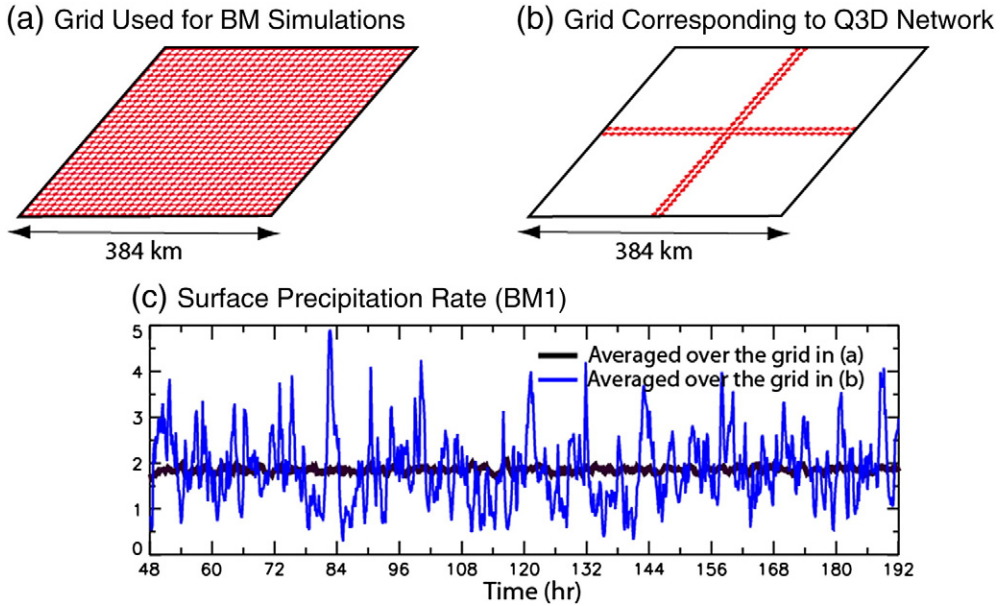 (a) Grid Used for BM Simulations
(b) Grid Corresponding to Q3D Network
384 km
384 km
(c) Surface Precipitation Rate (BM1)
5
4
3
2
1
0
Averaged over the grid in (a)
Averaged over the grid in (b)
48 60 72 84 96 108 120 132 144 156 168 180 192
Time (hr)